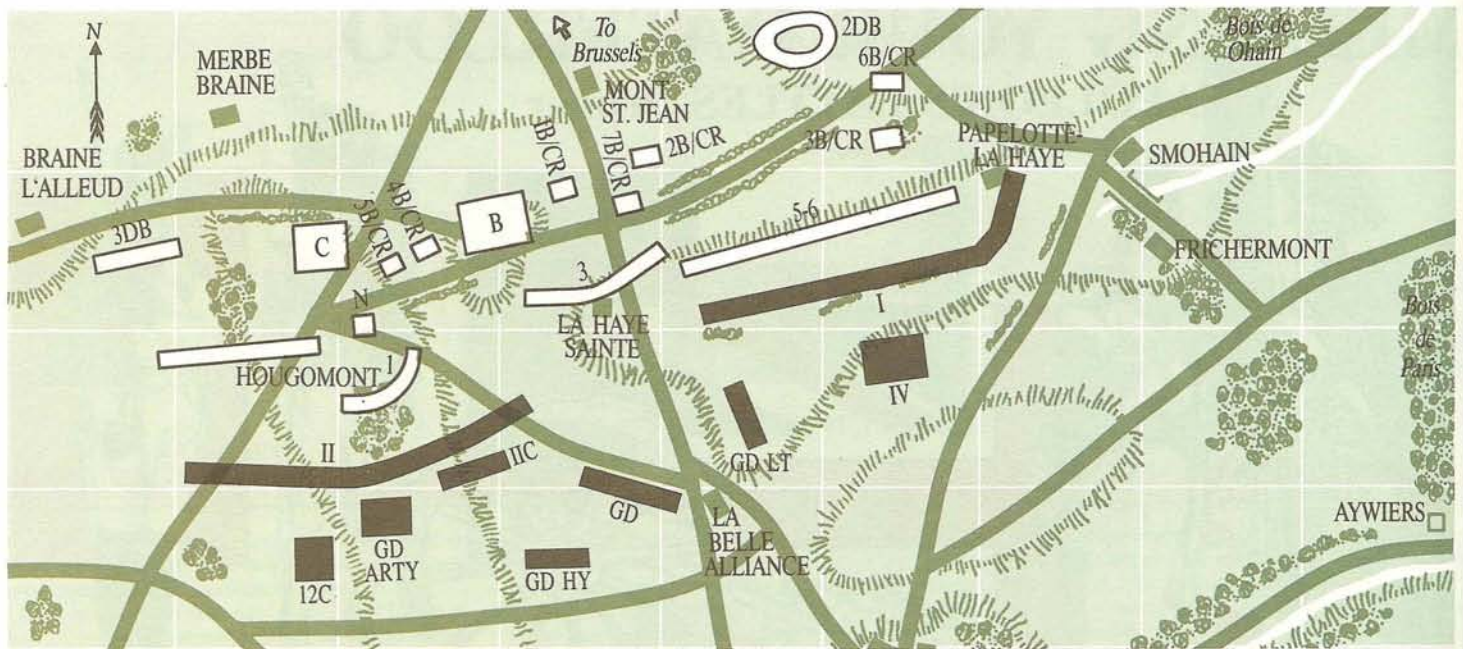 N
MERBE
BRAINE
BRAINE
L'ALLEUD
To
Brussels
MONT
ST. JEAN
2DB
6B/CR
Bois de
Ohain
1B/CR
7B/CR
2B/CR
3B/CR
PAPELOTTE-
LA HAYE
SMOHAIN
FRICHERMONT
3DB
C
5B/CR
4B/CR
B
5-6
3
I
N
LA HAYE
SAINTE
HOUGOMONT
1
IV
Bois
de
Paris
II
IIC
GD LT
GD
LA
BELLE
ALLIANCE
AYWIERS
12C
GD
ARTY
GD HY